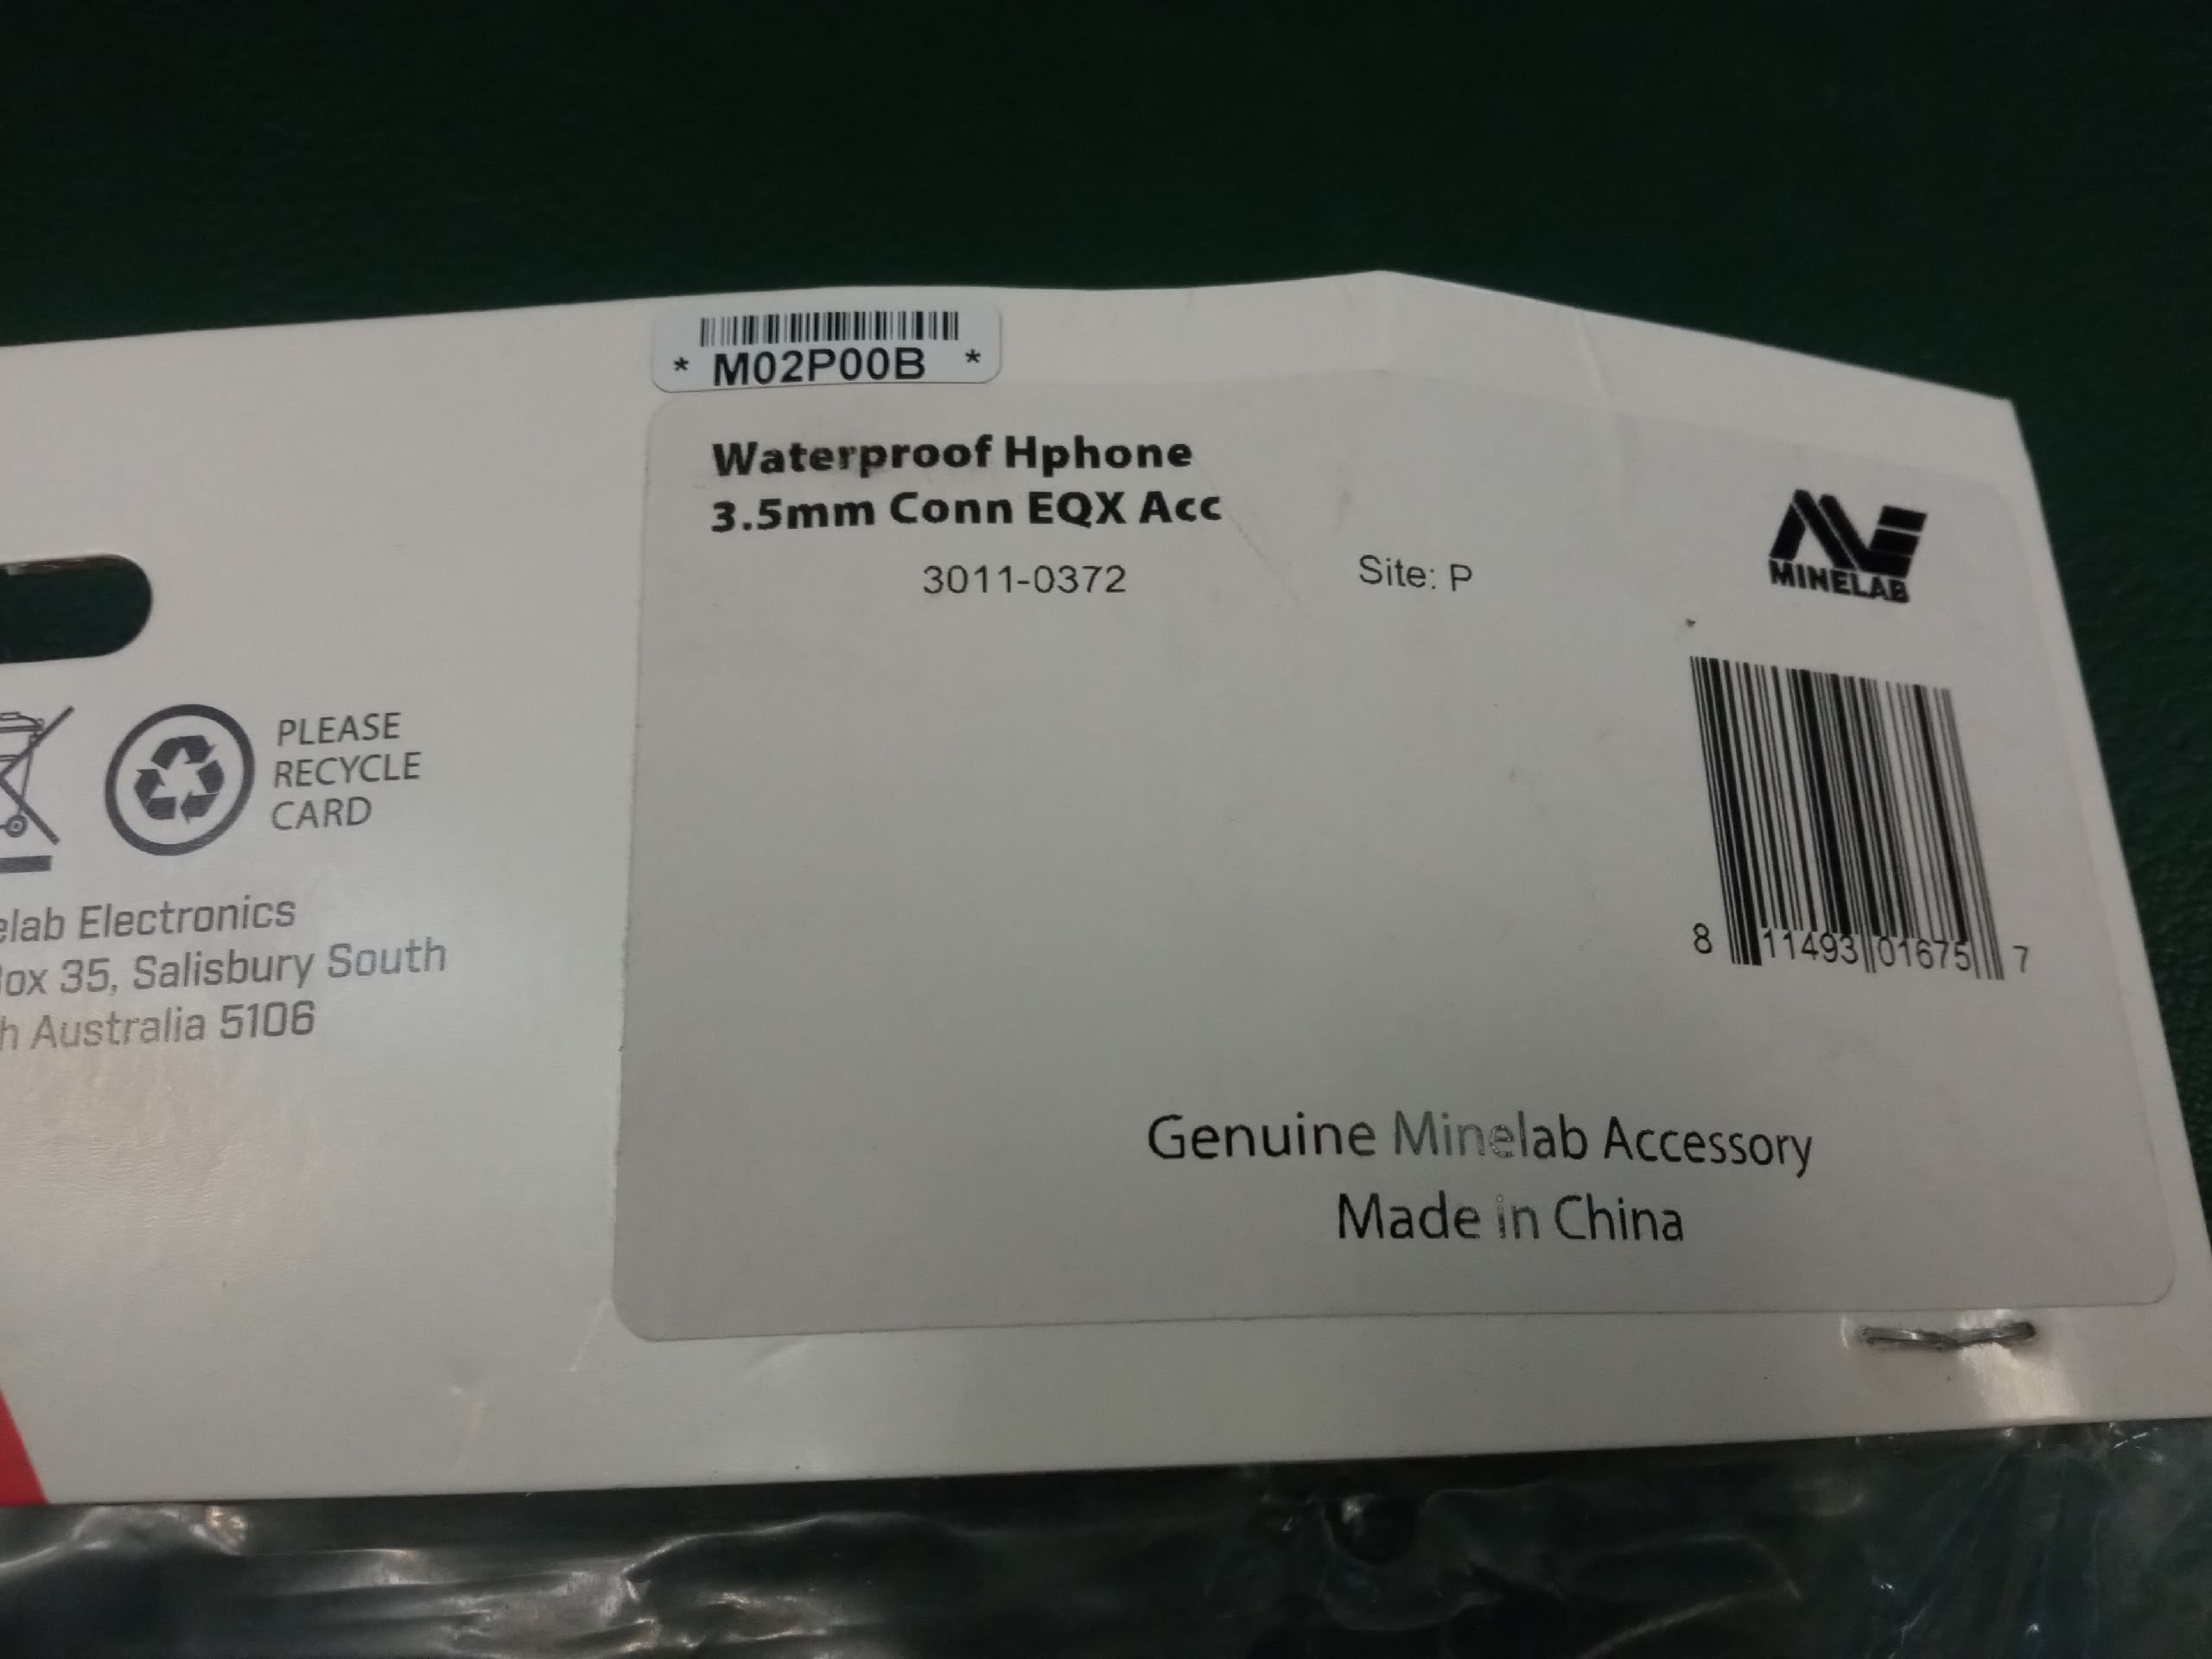 * M02P00B *
Waterproof Hphone
3.5mm Conn EQX Acc
3011-0372
Site: P
MINELAB
8 11493 01675 7
Genuine Minelab Accessory
Made in China
PLEASE
RECYCLE
CARD
elab Electronics
ox 35, Salisbury South
h Australia 5106